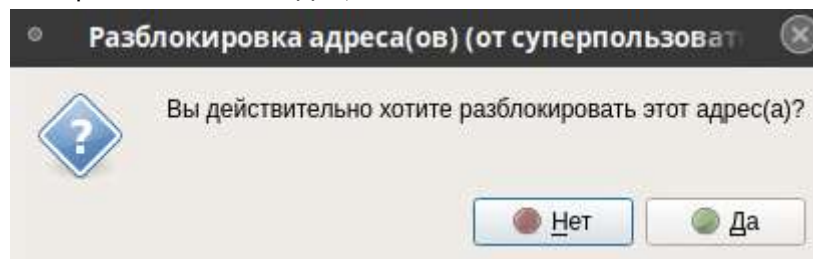 Разблокировка адреса(ов) (от суперпользоват
Вы действительно хотите разблокировать этот адрес(а)?
Нет
Да